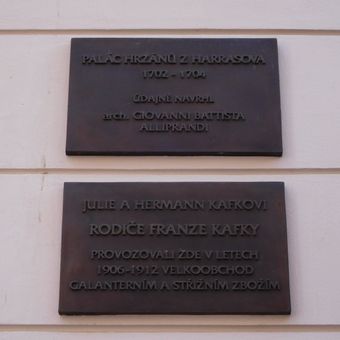 PALÁC HRZÁNŮ Z HARRASOVA
1702 - 1704
ÚDAJNĚ NAVRHL
arch. GIOVANNI BATTISTA
ALLIPRANDI
JULIE A HERMANN KAFKOVI
RODIČE FRANZE KAFKY
PROVOZOVALI ZDE V LETECH
1906-1912 VELKOOBCHOD
GALANTERNÍM A STŘIŽNÍM ZBOŽÍM